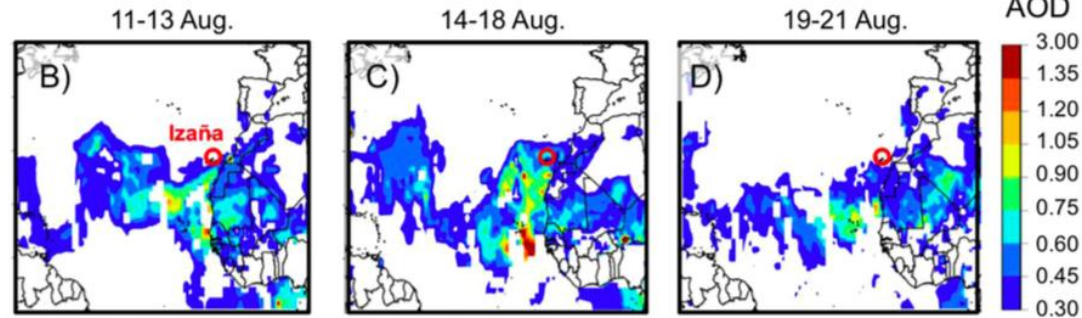 11-13 Aug.
14-18 Aug.
19-21 Aug.
AOD
B)
C)
D)
Izaña
3.00
1.35
1.20
1.05
0.90
0.75
0.60
0.45
0.30